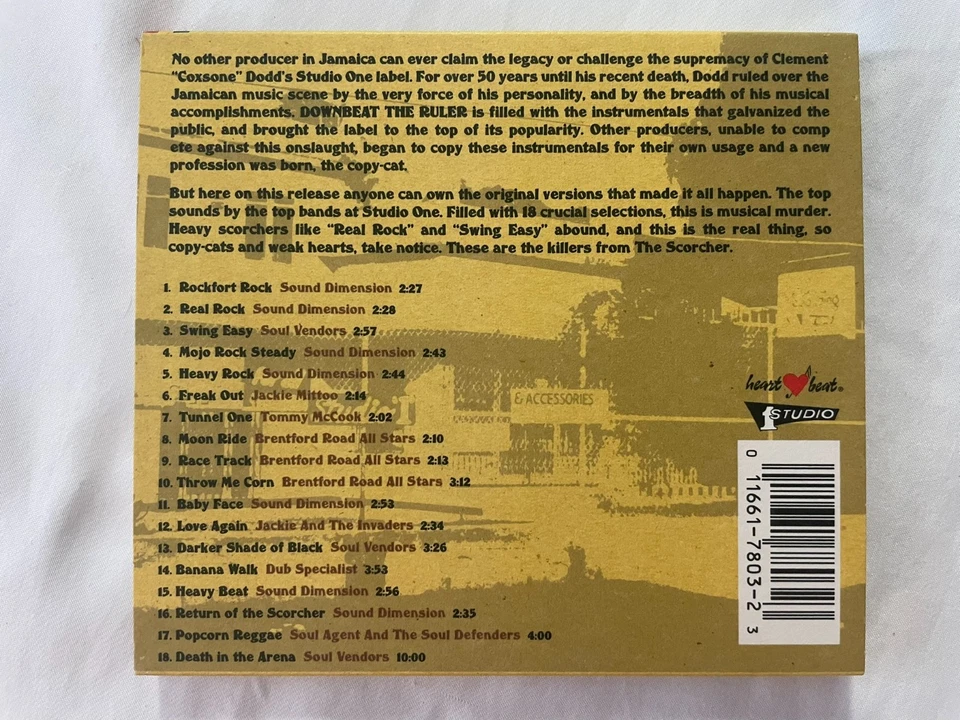 No other producer in Jamaica can ever claim the legacy or challenge the supremacy of Clement
"Coxsone" Dodd's Studio One label. For over 50 years until his recent death, Dodd ruled over the
Jamaican music scene by the very force of his personality, and by the breadth of his musical
accomplishments. DOWNBEAT THE RULER is filled with the instrumentals that galvanized the
public, and brought the label to the top of its popularity. Other producers, unable to comp
ete against this onslaught, began to copy these instrumentals for their own usage and a new
profession was born, the copy-cat.
But here on this release anyone can own the original versions that made it all happen. The top
sounds by the top bands at Studio One. Filled with 18 crucial selections, this is musical murder.
Heavy scorchers like "Real Rock" and "Swing Easy" abound, and this is the real thing, so
copy-cats and weak hearts, take notice. These are the killers from The Scorcher.
1. Rockfort Rock Sound Dimension 2:27
2. Real Rock Sound Dimension 2:28
3. Swing Easy Soul Vendors 2:57
4. Mojo Rock Steady Sound Dimension 2:43
5. Heavy Rock Sound Dimension 2:44
6. Freak Out Jackie Mittoo 2:14
7. Tunnel One Tommy McCook 2:02
8. Moon Ride Brentford Road All Stars 2:10
9. Race Track Brentford Road All Stars 2:13
10. Throw Me Corn Brentford Road All Stars 3:12
11. Baby Face Sound Dimension 2:53
12. Love Again Jackie And The Invaders 2:34
13. Darker Shade of Black Soul Vendors 3:26
14. Banana Walk Dub Specialist 3:53
15. Heavy Beat Sound Dimension 2:56
16. Return of the Scorcher Sound Dimension 2:35
17. Popcorn Reggae Soul Agent And The Soul Defenders 4:00
18. Death in the Arena Soul Vendors 10:00
& ACCESSORIES
heart beat®
1 STUDIO
0 11661-7803-2 3